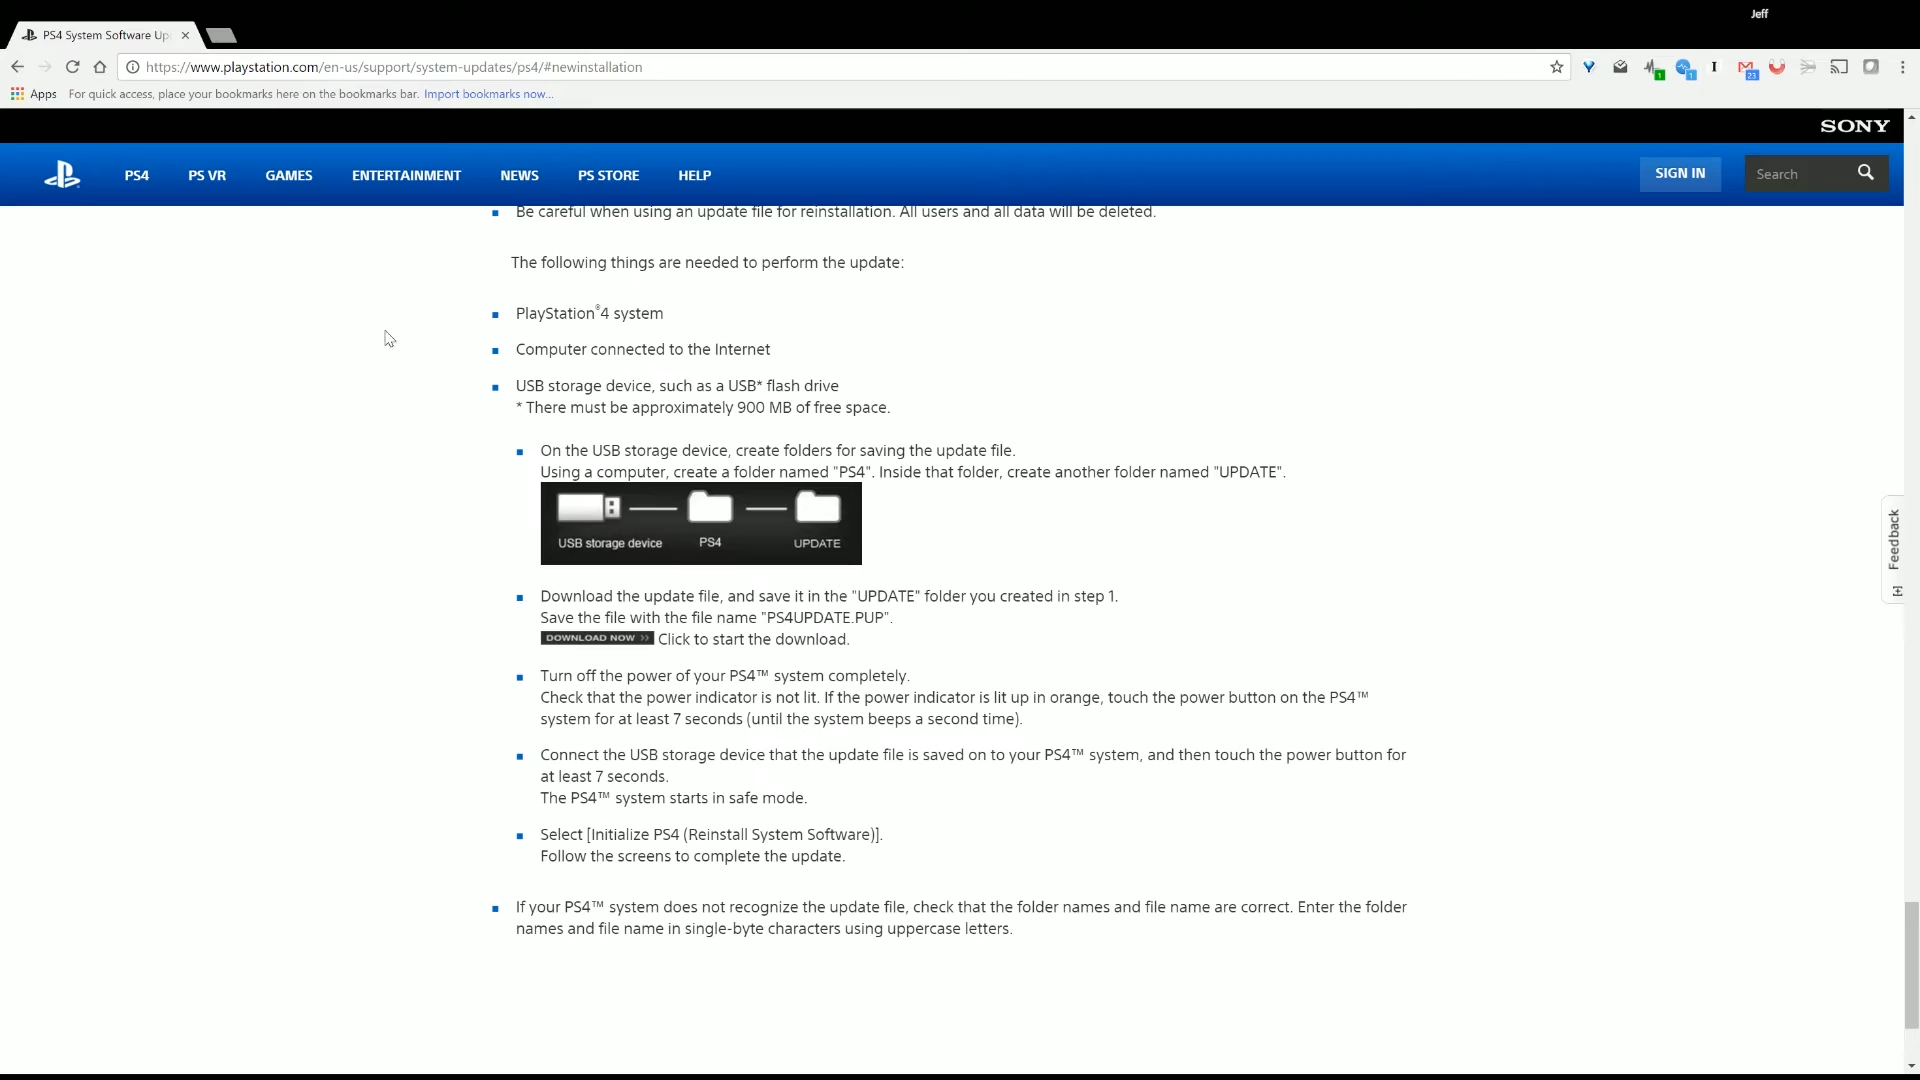 Jeff
PS4 System Software Up
https://www.playstation.com/en-us/support/system-updates/ps4/#newinstallation
1
1
I
23
Apps For quick access, place your bookmarks here on the bookmarks bar. Import bookmarks now...
SONY
PS4 PS VR GAMES ENTERTAINMENT NEWS PS STORE HELP SIGN IN Search
Be careful when using an update file for reinstallation. All users and all data will be deleted.
The following things are needed to perform the update:
PlayStation®4 system
Computer connected to the Internet
USB storage device, such as a USB* flash drive
* There must be approximately 900 MB of free space.
On the USB storage device, create folders for saving the update file.
Using a computer, create a folder named "PS4". Inside that folder, create another folder named "UPDATE".
USB storage device PS4 UPDATE
Feedback
[+]
Download the update file, and save it in the "UPDATE" folder you created in step 1.
Save the file with the file name "PS4UPDATE.PUP".
DOWNLOAD NOW >> Click to start the download.
Turn off the power of your PS4™ system completely.
Check that the power indicator is not lit. If the power indicator is lit up in orange, touch the power button on the PS4™
system for at least 7 seconds (until the system beeps a second time).
Connect the USB storage device that the update file is saved on to your PS4™ system, and then touch the power button for
at least 7 seconds.
The PS4™ system starts in safe mode.
Select [Initialize PS4 (Reinstall System Software)].
Follow the screens to complete the update.
If your PS4™ system does not recognize the update file, check that the folder names and file name are correct. Enter the folder
names and file name in single-byte characters using uppercase letters.